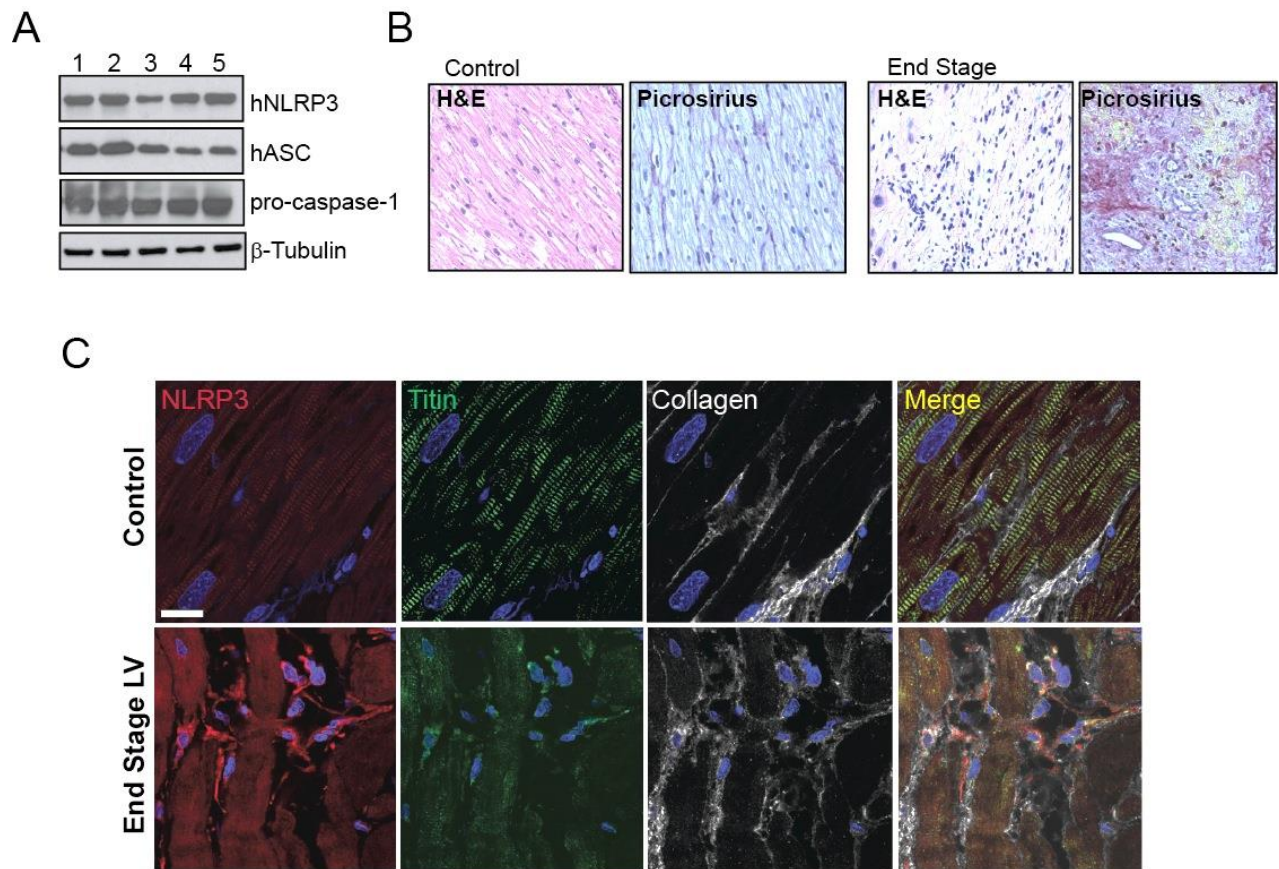 A
1 2 3 4 5
hNLRP3
hASC
pro-caspase-1
β-Tubulin
B
Control
H&E
Picrosirius
End Stage
H&E
Picrosirius
C
NLRP3
Titin
Collagen
Merge
Control
End Stage LV